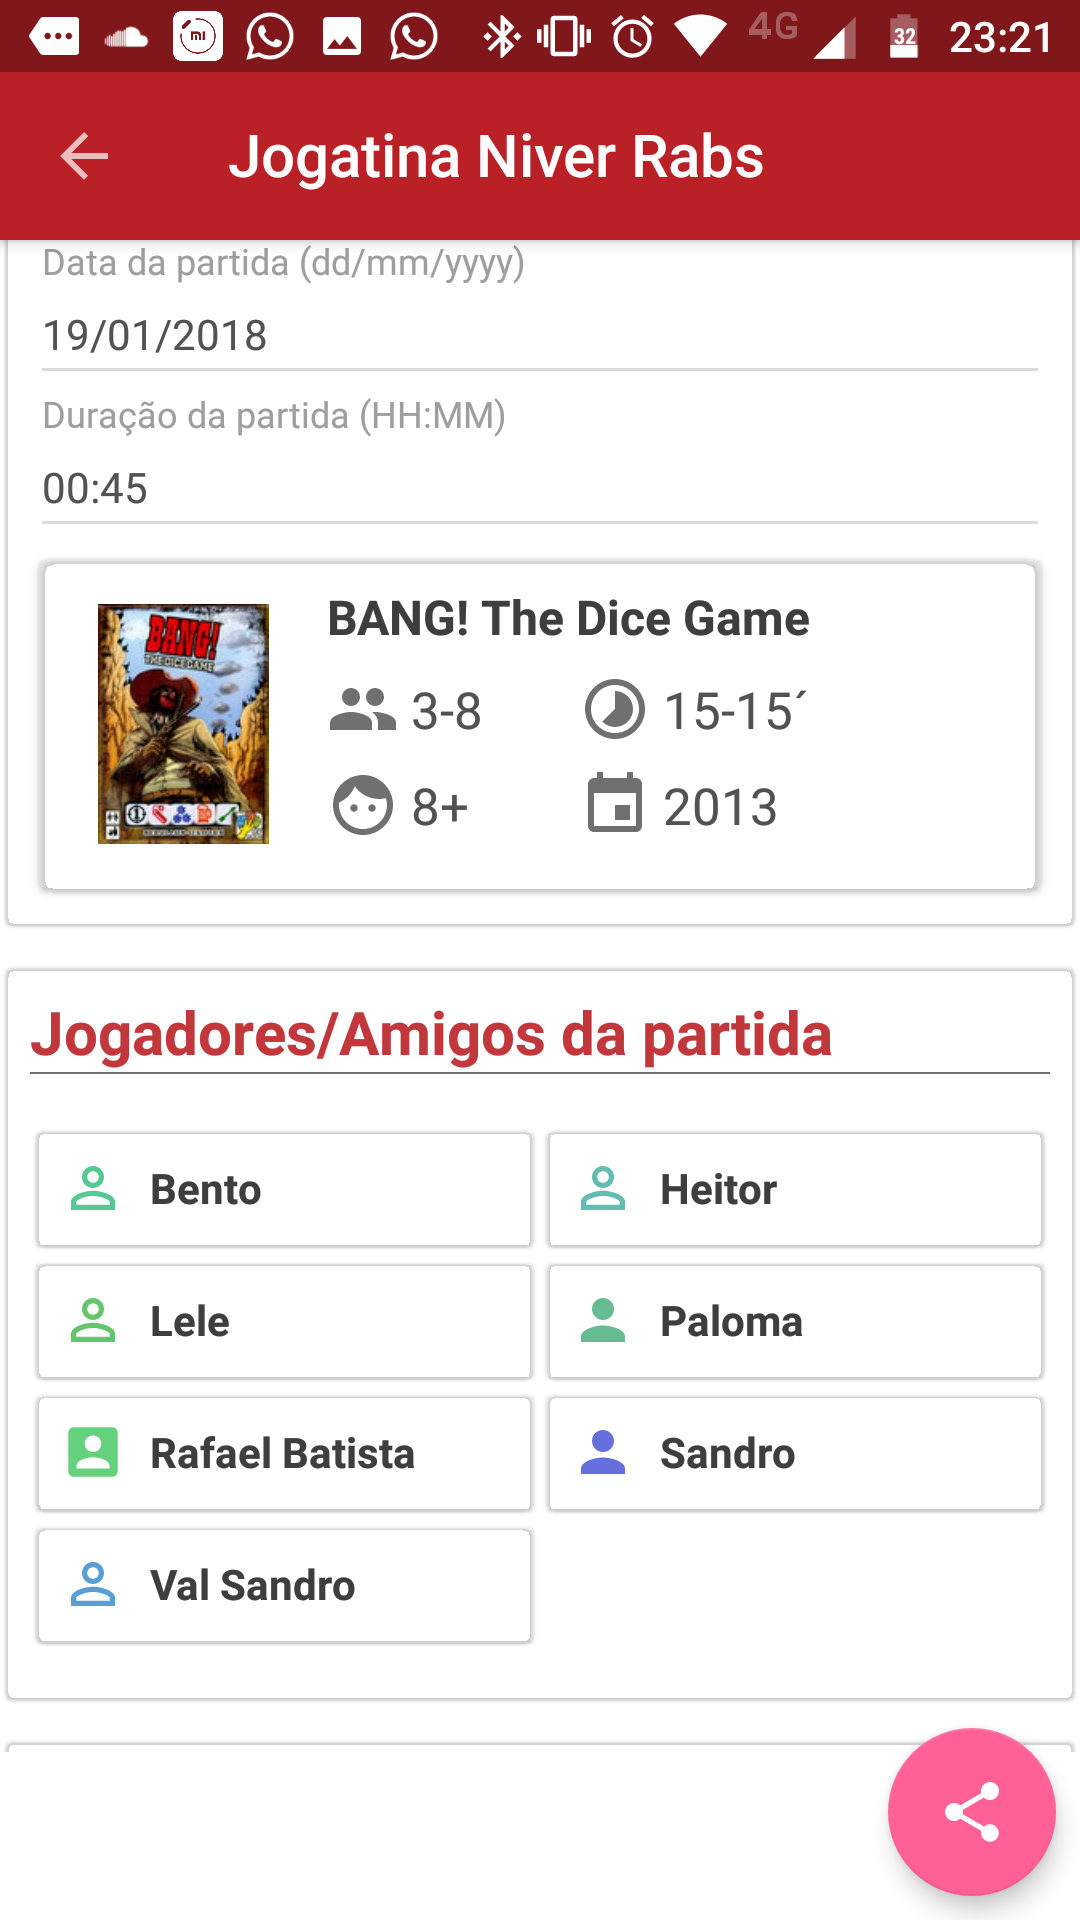 4G 32 23:21
Jogatina Niver Rabs
Data da partida (dd/mm/yyyy)
19/01/2018
Duração da partida (HH:MM)
00:45
BANG!
THE DICE GAME
BANG! The Dice Game
3-8 15-15´
8+ 2013
Jogadores/Amigos da partida
Bento Heitor
Lele Paloma
Rafael Batista Sandro
Val Sandro